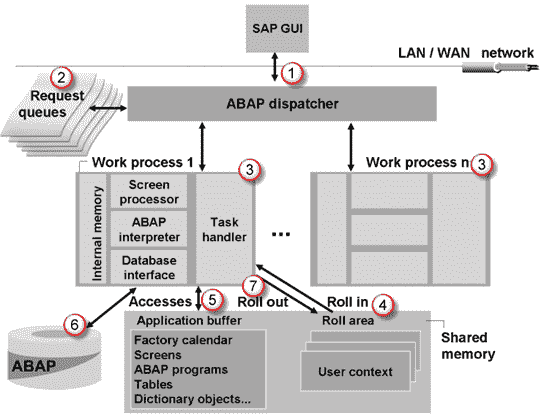 SAP GUI
LAN / WAN network
1
2
Request
queues
ABAP dispatcher
Work process 1
3
Work process n
3
Internal memory
Screen
processor
ABAP
interpreter
Database
interface
Task
handler
...
7
Accesses
5
Roll out
Roll in
4
6
ABAP
Application buffer
Factory calendar
Screens
ABAP programs
Tables
Dictionary objects...
Roll area
User context
Shared
memory